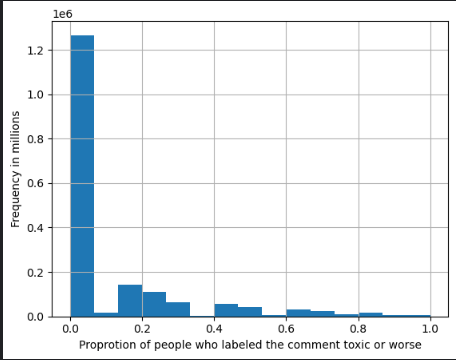 1e6
1.2
1.0
0.8
0.6
0.4
0.2
0.0
Frequency in millions
0.0 0.2 0.4 0.6 0.8 1.0
Proprotion of people who labeled the comment toxic or worse